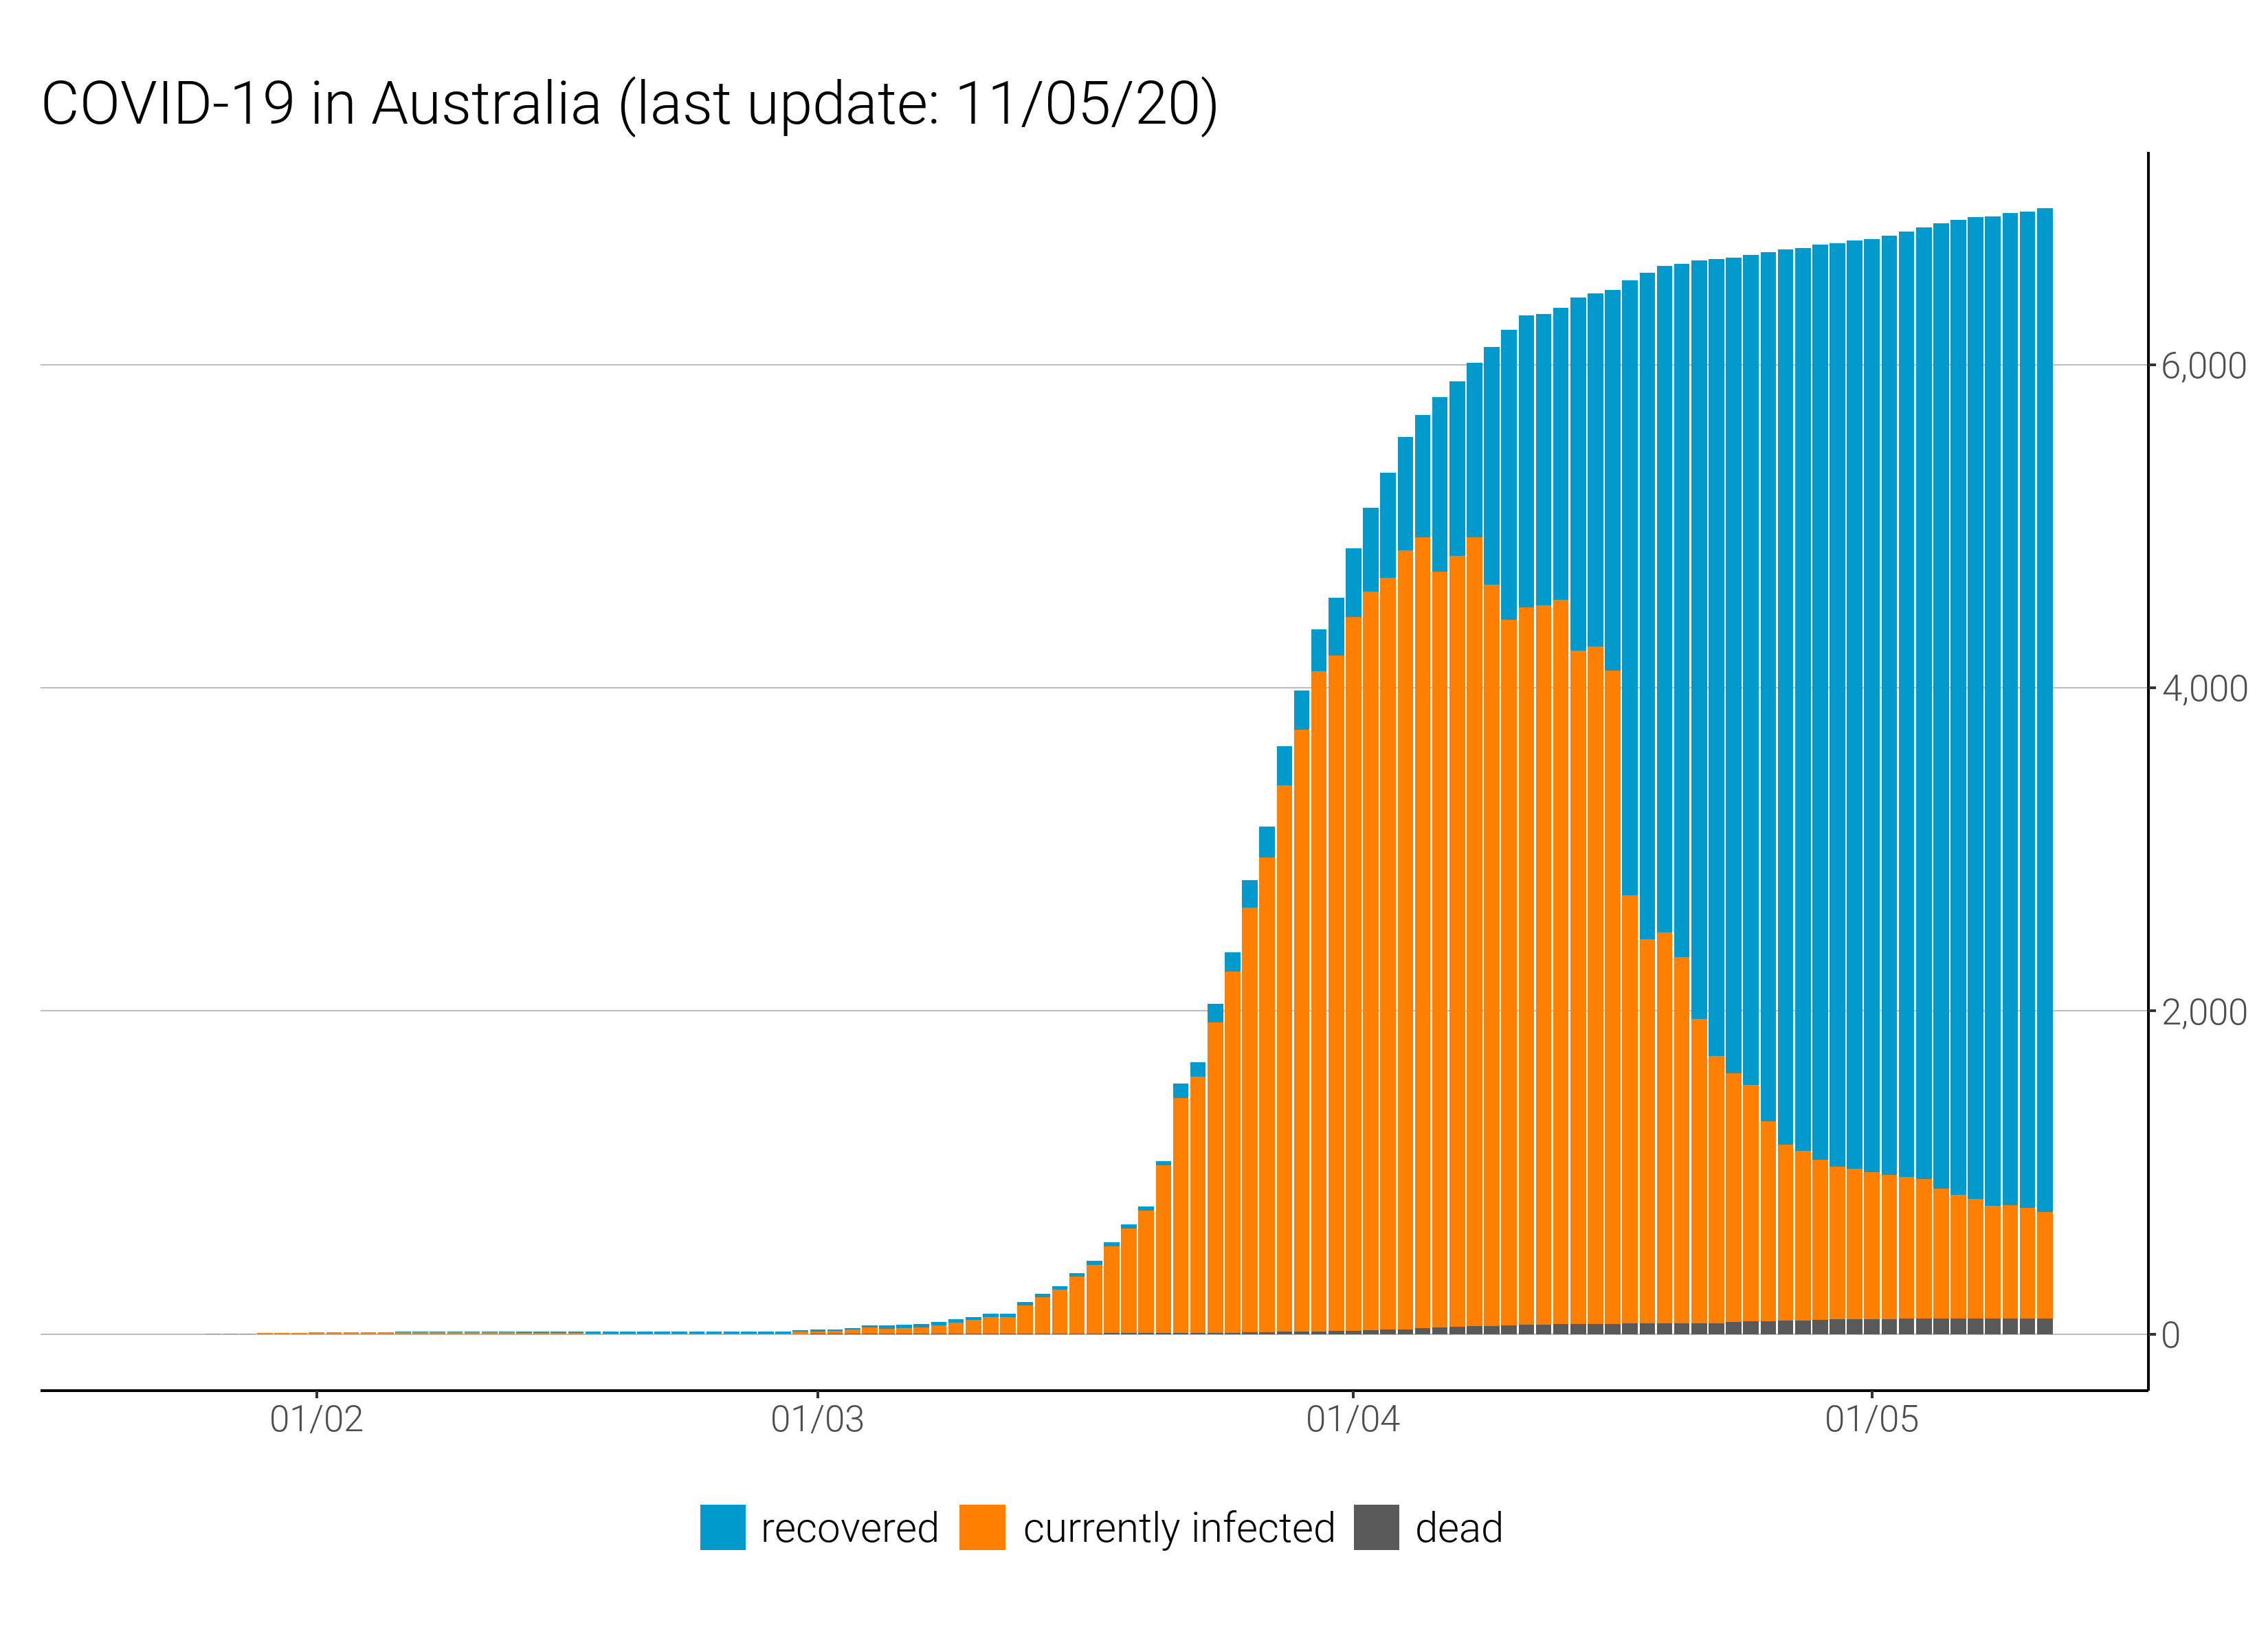 COVID-19 in Australia (last update: 11/05/20)
6,000
4,000
2,000
0
01/02 01/03 01/04 01/05
recovered currently infected dead